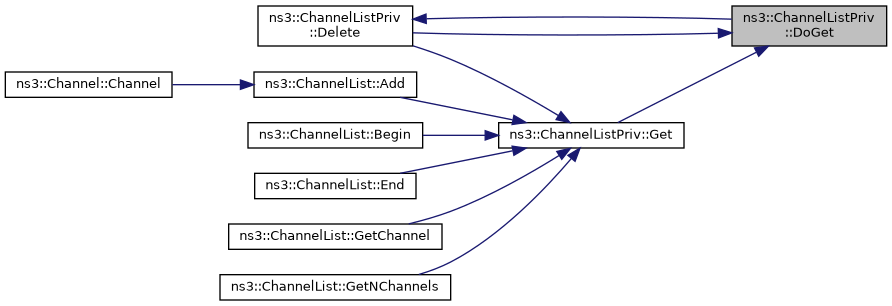 ns3::ChannelListPriv
::Delete
ns3::ChannelListPriv
::DoGet
ns3::Channel::Channel
ns3::ChannelList::Add
ns3::ChannelList::Begin
ns3::ChannelListPriv::Get
ns3::ChannelList::End
ns3::ChannelList::GetChannel
ns3::ChannelList::GetNChannels